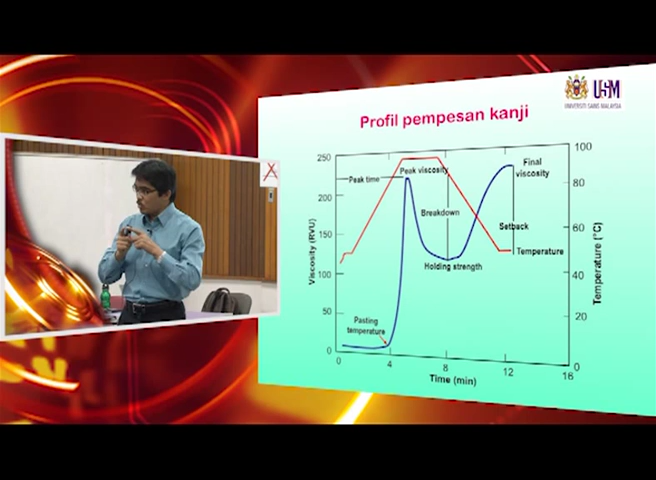 USM
UNIVERSITI SAINS MALAYSIA
Profil pempesan kanji
250
200
150
100
50
0
Viscosity (RVU)
100
80
60
40
20
0
Temperature (°C)
Peak time
Peak viscosity
Final
viscosity
Breakdown
Setback
Temperature
Holding strength
Pasting
temperature
0
4
8
12
16
Time (min)